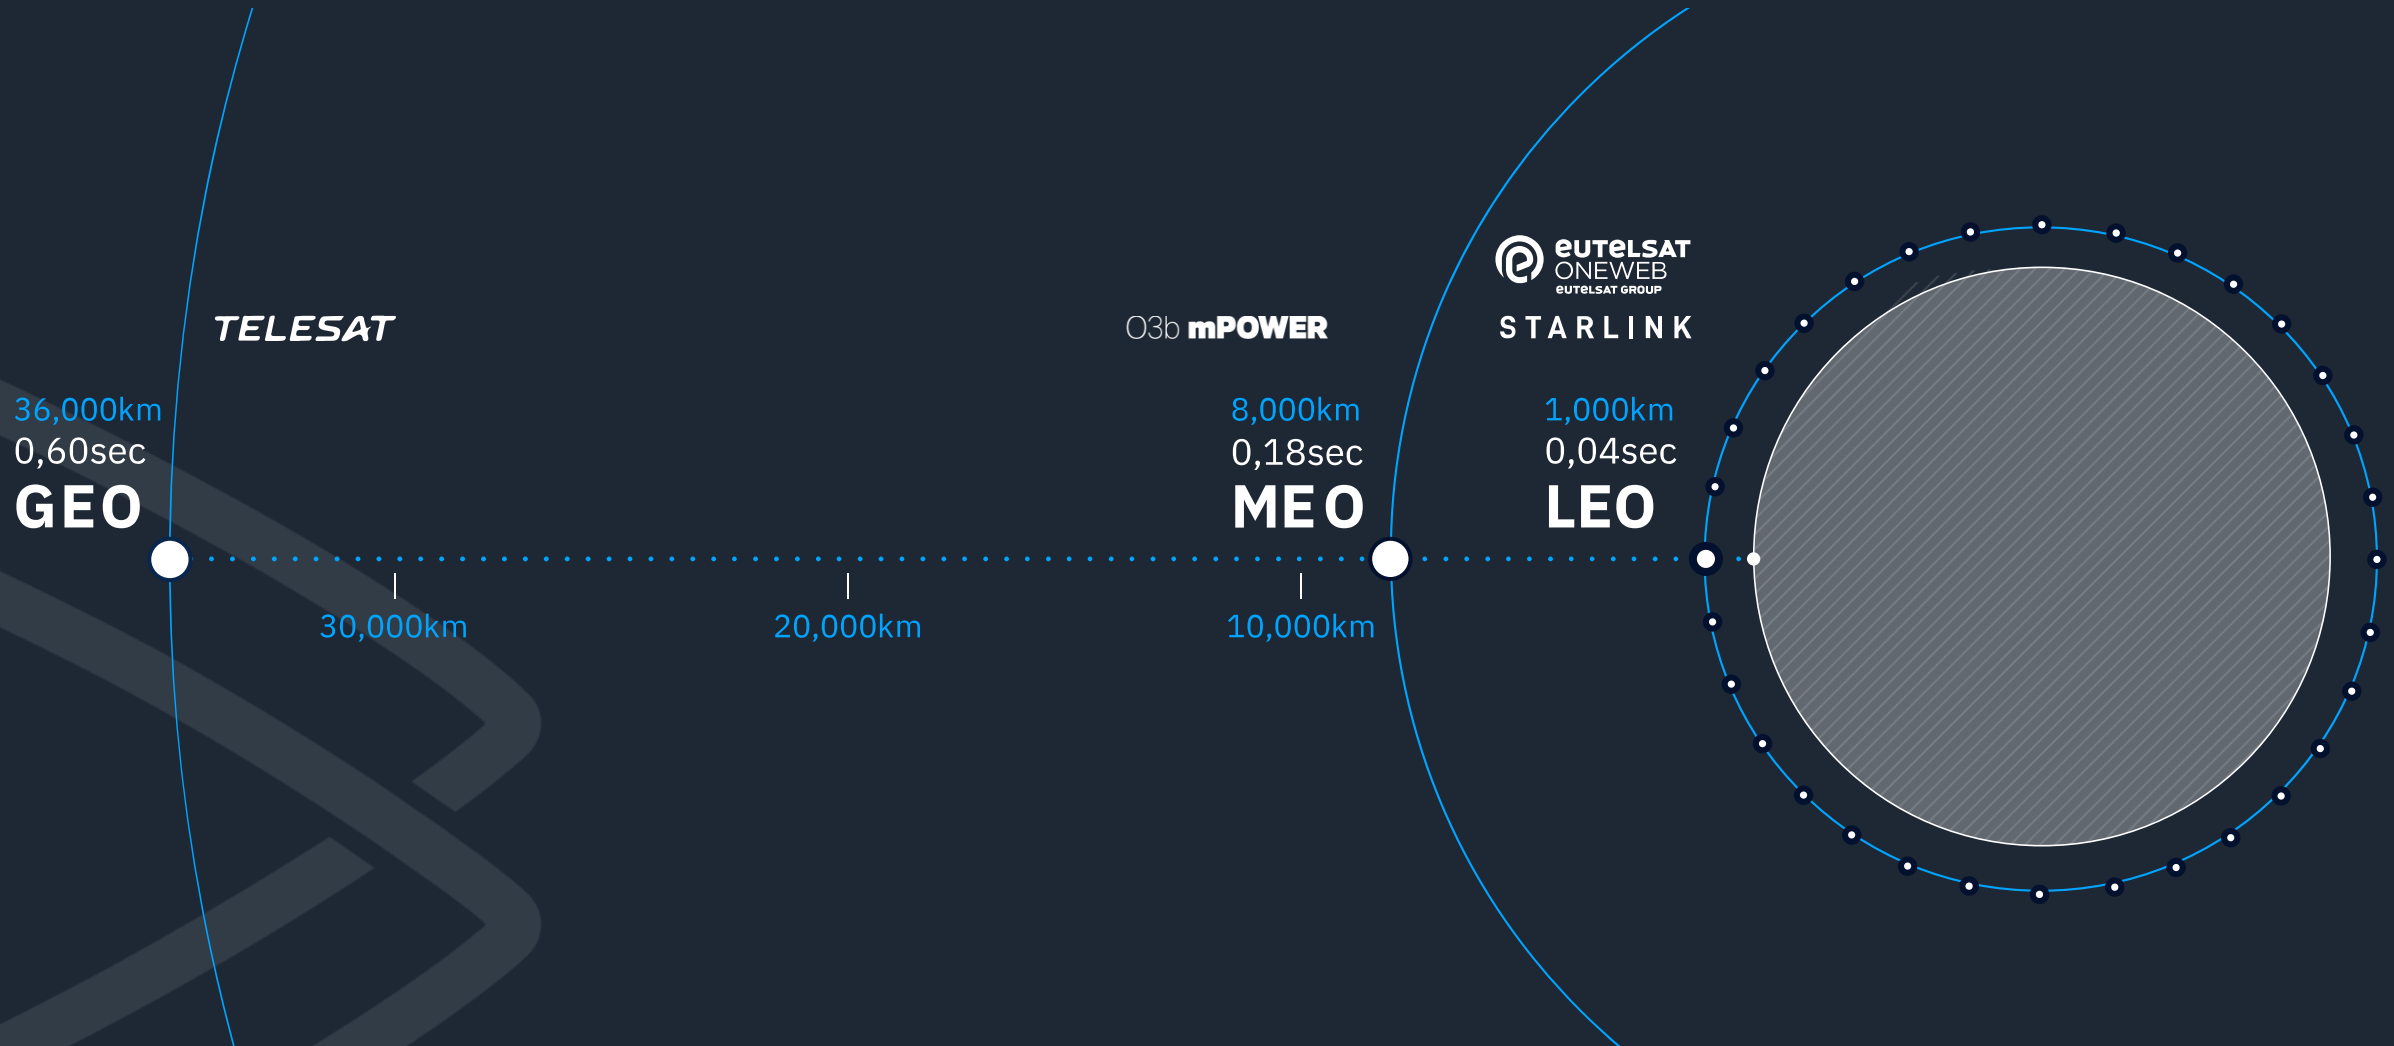 TELESAT
36,000km
0,60sec
GEO
O3b mPOWER
8,000km
0,18sec
MEO
eUTeLSAT
ONEWEB
eUTeLSAT GROUP
STARLINK
1,000km
0,04sec
LEO
30,000km
20,000km
10,000km